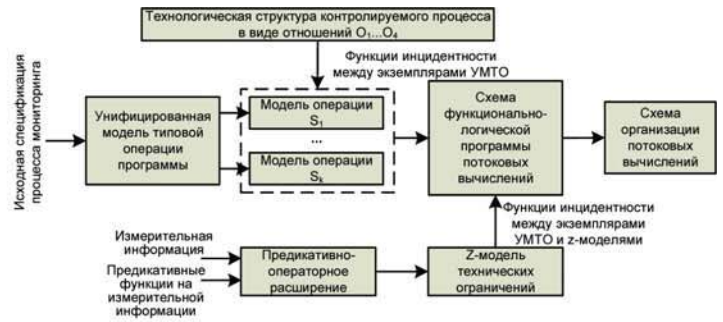 Технологическая структура контролируемого процесса
в виде отношений O₁...O₄
Функции инцидентности
между экземплярами УМТО
Исходная спецификация
процесса мониторинга
Унифицированная
модель типовой
операции
программы
Модель операции
S₁
...
Модель операции
Sₖ
Схема
функционально-
логической
программы
потоковых
вычислений
Схема
организации
потоковых
вычислений
Функции инцидентности
между экземплярами
УМТО и z-моделями
Измерительная
информация
Предикативные
функции на
измерительной
информации
Предикативно-
операторное
расширение
Z-модель
технических
ограничений